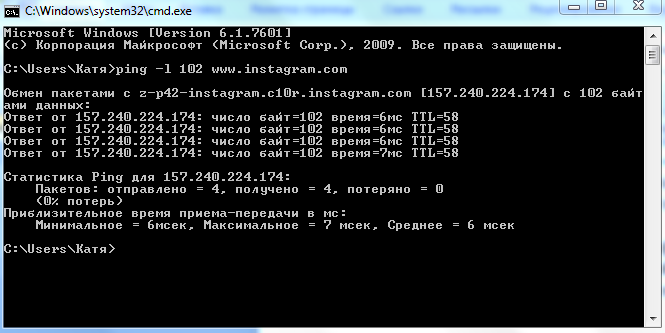 C:\Windows\system32\cmd.exe
Microsoft Windows [Version 6.1.7601]
(c) Корпорация Майкрософт (Microsoft Corp.), 2009. Все права защищены.
C:\Users\Катя>ping -l 102 www.instagram.com
Обмен пакетами с z-p42-instagram.c10r.instagram.com [157.240.224.174] с 102 байт
ами данных:
Ответ от 157.240.224.174: число байт=102 время=6мс TTL=58
Ответ от 157.240.224.174: число байт=102 время=6мс TTL=58
Ответ от 157.240.224.174: число байт=102 время=6мс TTL=58
Ответ от 157.240.224.174: число байт=102 время=7мс TTL=58
Статистика Ping для 157.240.224.174:
Пакетов: отправлено = 4, получено = 4, потеряно = 0
(0% потерь)
Приблизительное время приема-передачи в мс:
Минимальное = 6мсек, Максимальное = 7 мсек, Среднее = 6 мсек
C:\Users\Катя>